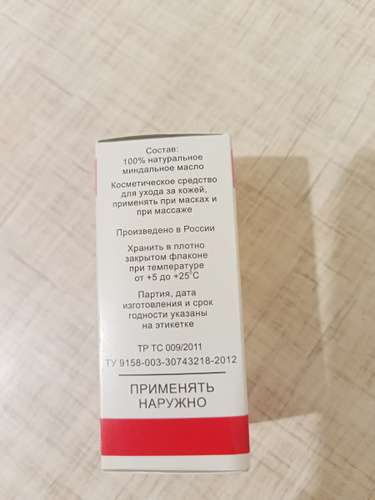 Состав:
100% натуральное
миндальное масло
Косметическое средство
для ухода за кожей,
применять при масках и
при массаже
Произведено в России
Хранить в плотно
закрытом флаконе
при температуре
от +5 до +25°С
Партия, дата
изготовления и срок
годности указаны
на этикетке
ТР ТС 009/2011
ТУ 9158-003-30743218-2012
ПРИМЕНЯТЬ
НАРУЖНО